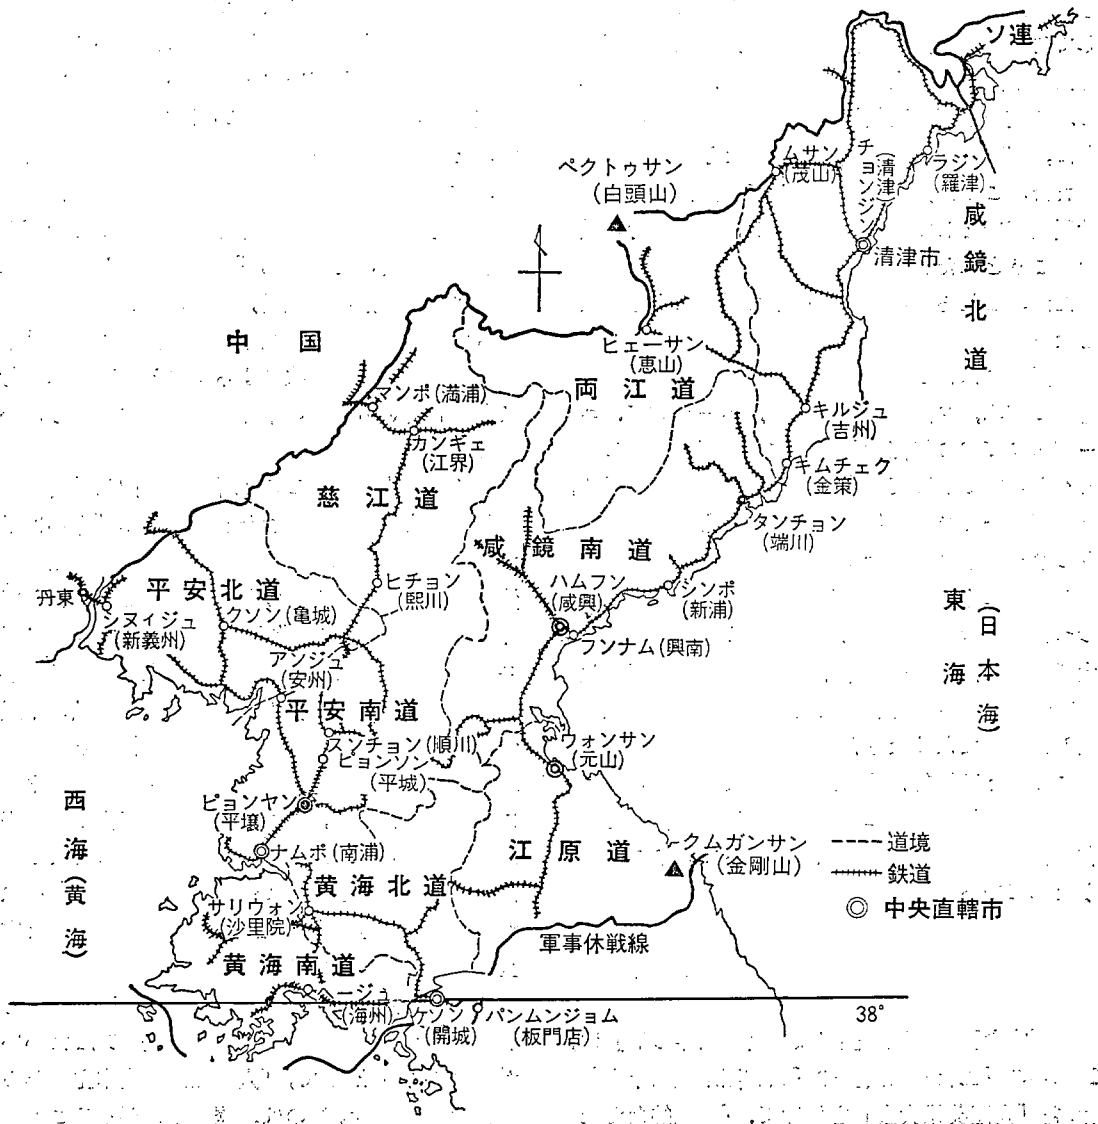 ソ連
ムサン
(茂山)
チョンジン
(清津)
ラジン
(羅津)
ペクトゥサン
(白頭山)
咸鏡北道
清津市
中国
ヒェーサン
(恵山)
両江道
マンポ(満浦)
カンギェ
(江界)
キルジュ
(吉州)
キムチェク
(金策)
慈江道
タンチョン
(端川)
咸鏡南道
ハムフン
(咸興)
シンポ
(新浦)
ヒチョン
(熙川)
平安北道
丹東
シヌィジュ
(新義州)
クソン(亀城)
フンナム(興南)
東海
(日本海)
アンジュ
(安州)
平安南道
スンチョン(順川)
ピョンソン
(平城)
ウォンサン
(元山)
ピョンヤン
(平壌)
西海(黄海)
ナムポ(南浦)
江原道
クムガンサン
(金剛山)
道境
鉄道
中央直轄市
黄海北道
サリウォン
(沙里院)
軍事休戦線
黄海南道
ヘージュ
(海州)
ケソン
(開城)
パンムンジョム
(板門店)
38°